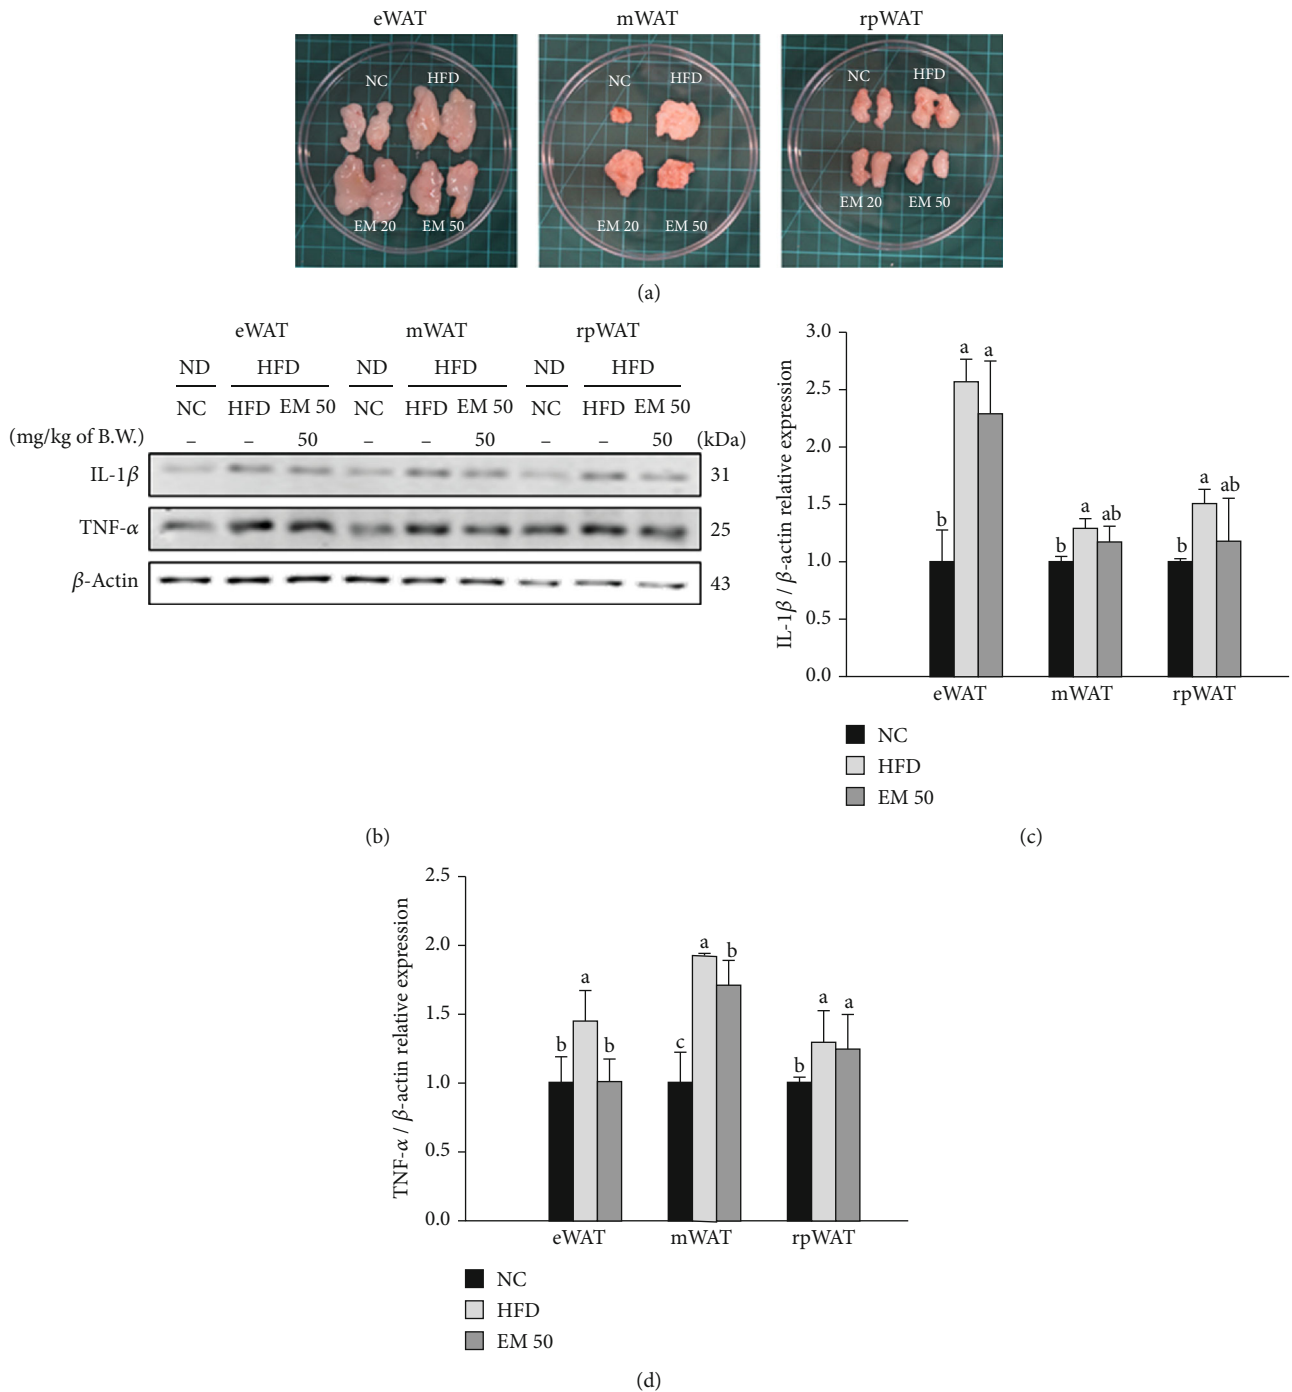 eWAT mWAT rpWAT
NC HFD NC HFD NC HFD
EM 20 EM 50 EM 20 EM 50 EM 20 EM 50
(a)
eWAT mWAT rpWAT
ND HFD ND HFD ND HFD
NC HFD EM 50 NC HFD EM 50 NC HFD EM 50
(mg/kg of B.W.) – – 50 – – 50 – – 50 (kDa)
IL-1β 31
TNF-α 25
β-Actin 43
(b)
IL-1β / β-actin relative expression
3.0
2.5
2.0
1.5
1.0
0.5
0.0
b a a b a ab b a ab
eWAT mWAT rpWAT
NC
HFD
EM 50
(c)
TNF-α / β-actin relative expression
2.5
2.0
1.5
1.0
0.5
0.0
b a b c a b b a a
eWAT mWAT rpWAT
NC
HFD
EM 50
(d)